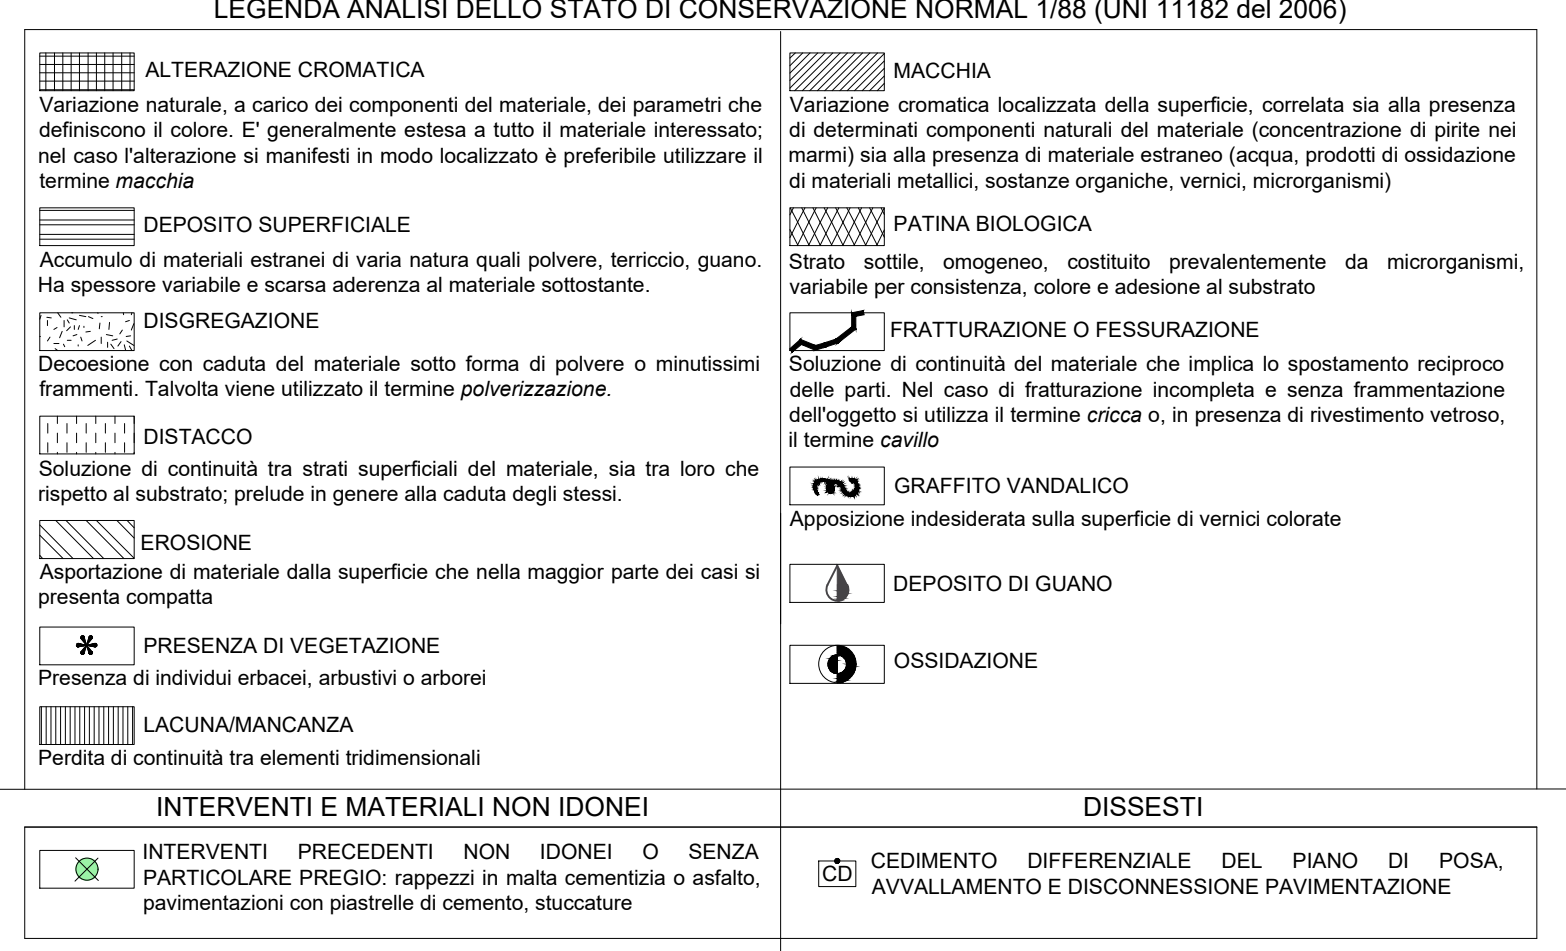 LEGENDA ANALISI DELLO STATO DI CONSERVAZIONE NORMAL 1/88 (UNI 11182 del 2006)
ALTERAZIONE CROMATICA
Variazione naturale, a carico dei componenti del materiale, dei parametri che
definiscono il colore. E' generalmente estesa a tutto il materiale interessato;
nel caso l'alterazione si manifesti in modo localizzato è preferibile utilizzare il
termine macchia
DEPOSITO SUPERFICIALE
Accumulo di materiali estranei di varia natura quali polvere, terriccio, guano.
Ha spessore variabile e scarsa aderenza al materiale sottostante.
DISGREGAZIONE
Decoesione con caduta del materiale sotto forma di polvere o minutissimi
frammenti. Talvolta viene utilizzato il termine polverizzazione.
DISTACCO
Soluzione di continuità tra strati superficiali del materiale, sia tra loro che
rispetto al substrato; prelude in genere alla caduta degli stessi.
EROSIONE
Asportazione di materiale dalla superficie che nella maggior parte dei casi si
presenta compatta
PRESENZA DI VEGETAZIONE
Presenza di individui erbacei, arbustivi o arborei
LACUNA/MANCANZA
Perdita di continuità tra elementi tridimensionali
MACCHIA
Variazione cromatica localizzata della superficie, correlata sia alla presenza
di determinati componenti naturali del materiale (concentrazione di pirite nei
marmi) sia alla presenza di materiale estraneo (acqua, prodotti di ossidazione
di materiali metallici, sostanze organiche, vernici, microrganismi)
PATINA BIOLOGICA
Strato sottile, omogeneo, costituito prevalentemente da microrganismi,
variabile per consistenza, colore e adesione al substrato
FRATTURAZIONE O FESSURAZIONE
Soluzione di continuità del materiale che implica lo spostamento reciproco
delle parti. Nel caso di fratturazione incompleta e senza frammentazione
dell'oggetto si utilizza il termine cricca o, in presenza di rivestimento vetroso,
il termine cavillo
GRAFFITO VANDALICO
Apposizione indesiderata sulla superficie di vernici colorate
DEPOSITO DI GUANO
OSSIDAZIONE
INTERVENTI E MATERIALI NON IDONEI
INTERVENTI PRECEDENTI NON IDONEI O SENZA
PARTICOLARE PREGIO: rappezzi in malta cementizia o asfalto,
pavimentazioni con piastrelle di cemento, stuccature
DISSESTI
CD
CEDIMENTO DIFFERENZIALE DEL PIANO DI POSA,
AVVALLAMENTO E DISCONNESSIONE PAVIMENTAZIONE